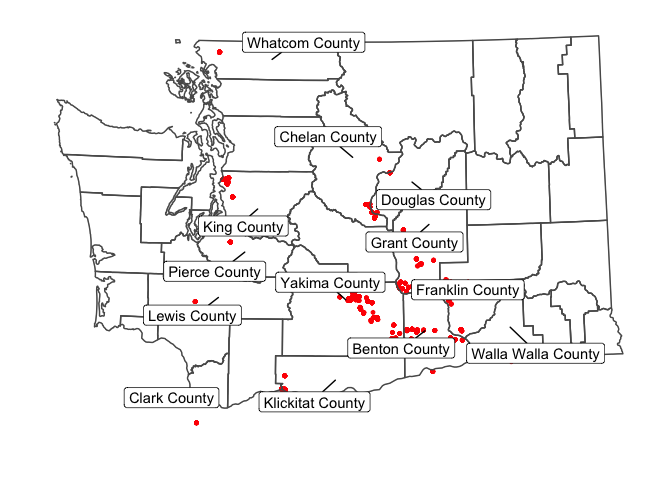 Whatcom County
Chelan County
Douglas County
King County
Grant County
Pierce County
Yakima County
Franklin County
Lewis County
Benton County
Walla Walla County
Clark County
Klickitat County